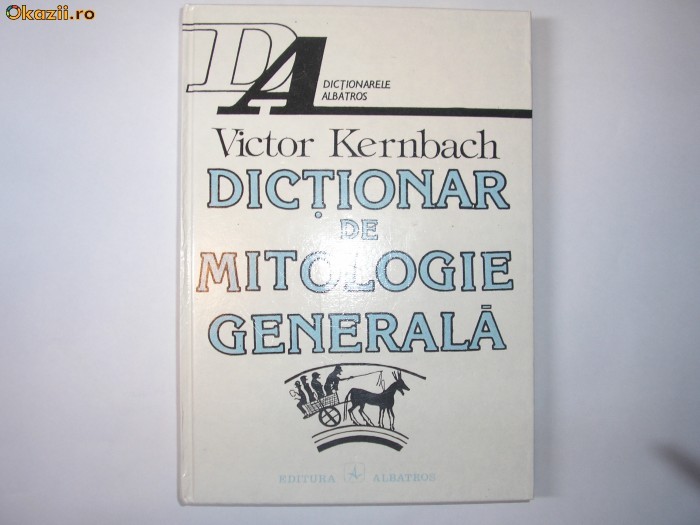 Okazii.ro
DA
DICȚIONARELE
ALBATROS
Victor Kernbach
DICȚIONAR
DE
MITOLOGIE
GENERALĂ
EDITURA ALBATROS